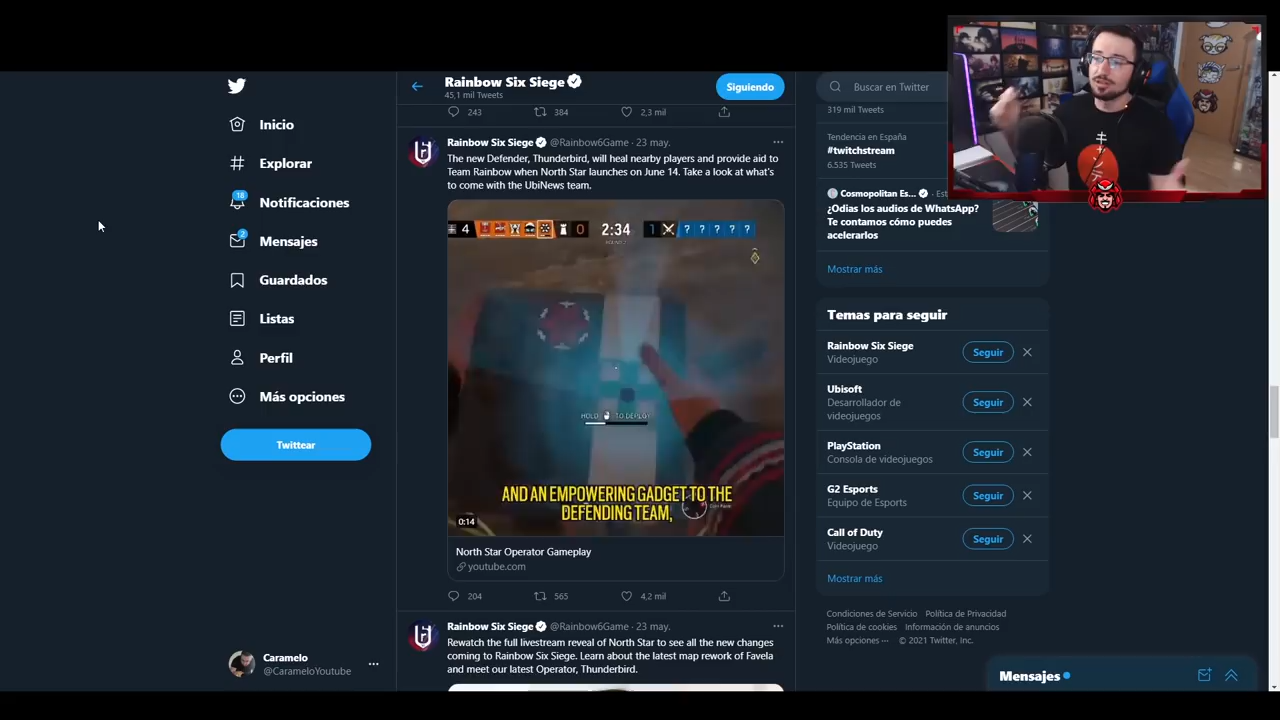 Rainbow Six Siege
45,1 mil Tweets
Siguiendo
Buscar en Twitter
243
384
2,3 mil
319 mil Tweets
Inicio
Explorar
16
Notificaciones
2
Mensajes
Guardados
Listas
Perfil
Más opciones
Twittear
Caramelo
@CarameloYoutube
Rainbow Six Siege @Rainbow6Game · 23 may.
The new Defender, Thunderbird, will heal nearby players and provide aid to
Team Rainbow when North Star launches on June 14. Take a look at what's
to come with the UbiNews team.
4
0
2:34
1
? ? ? ? ?
HOLD TO DEPLOY
AND AN EMPOWERING GADGET TO THE
DEFENDING TEAM,
0:14
North Star Operator Gameplay
youtube.com
204
565
4,2 mil
Rainbow Six Siege @Rainbow6Game · 23 may.
Rewatch the full livestream reveal of North Star to see all the new changes
coming to Rainbow Six Siege. Learn about the latest map rework of Favela
and meet our latest Operator, Thunderbird.
Tendencia en España
#twitchstream
6.535 Tweets
Cosmopolitan Es...
¿Odias los audios de WhatsApp?
Te contamos cómo puedes
acelerarlos
Mostrar más
Temas para seguir
Rainbow Six Siege
Videojuego
Seguir
Ubisoft
Desarrollador de
videojuegos
Seguir
PlayStation
Consola de videojuegos
Seguir
G2 Esports
Equipo de Esports
Seguir
Call of Duty
Videojuego
Seguir
Mostrar más
Condiciones de Servicio Política de Privacidad
Política de cookies Información de anuncios
Más opciones ··· © 2021 Twitter, Inc.
Mensajes